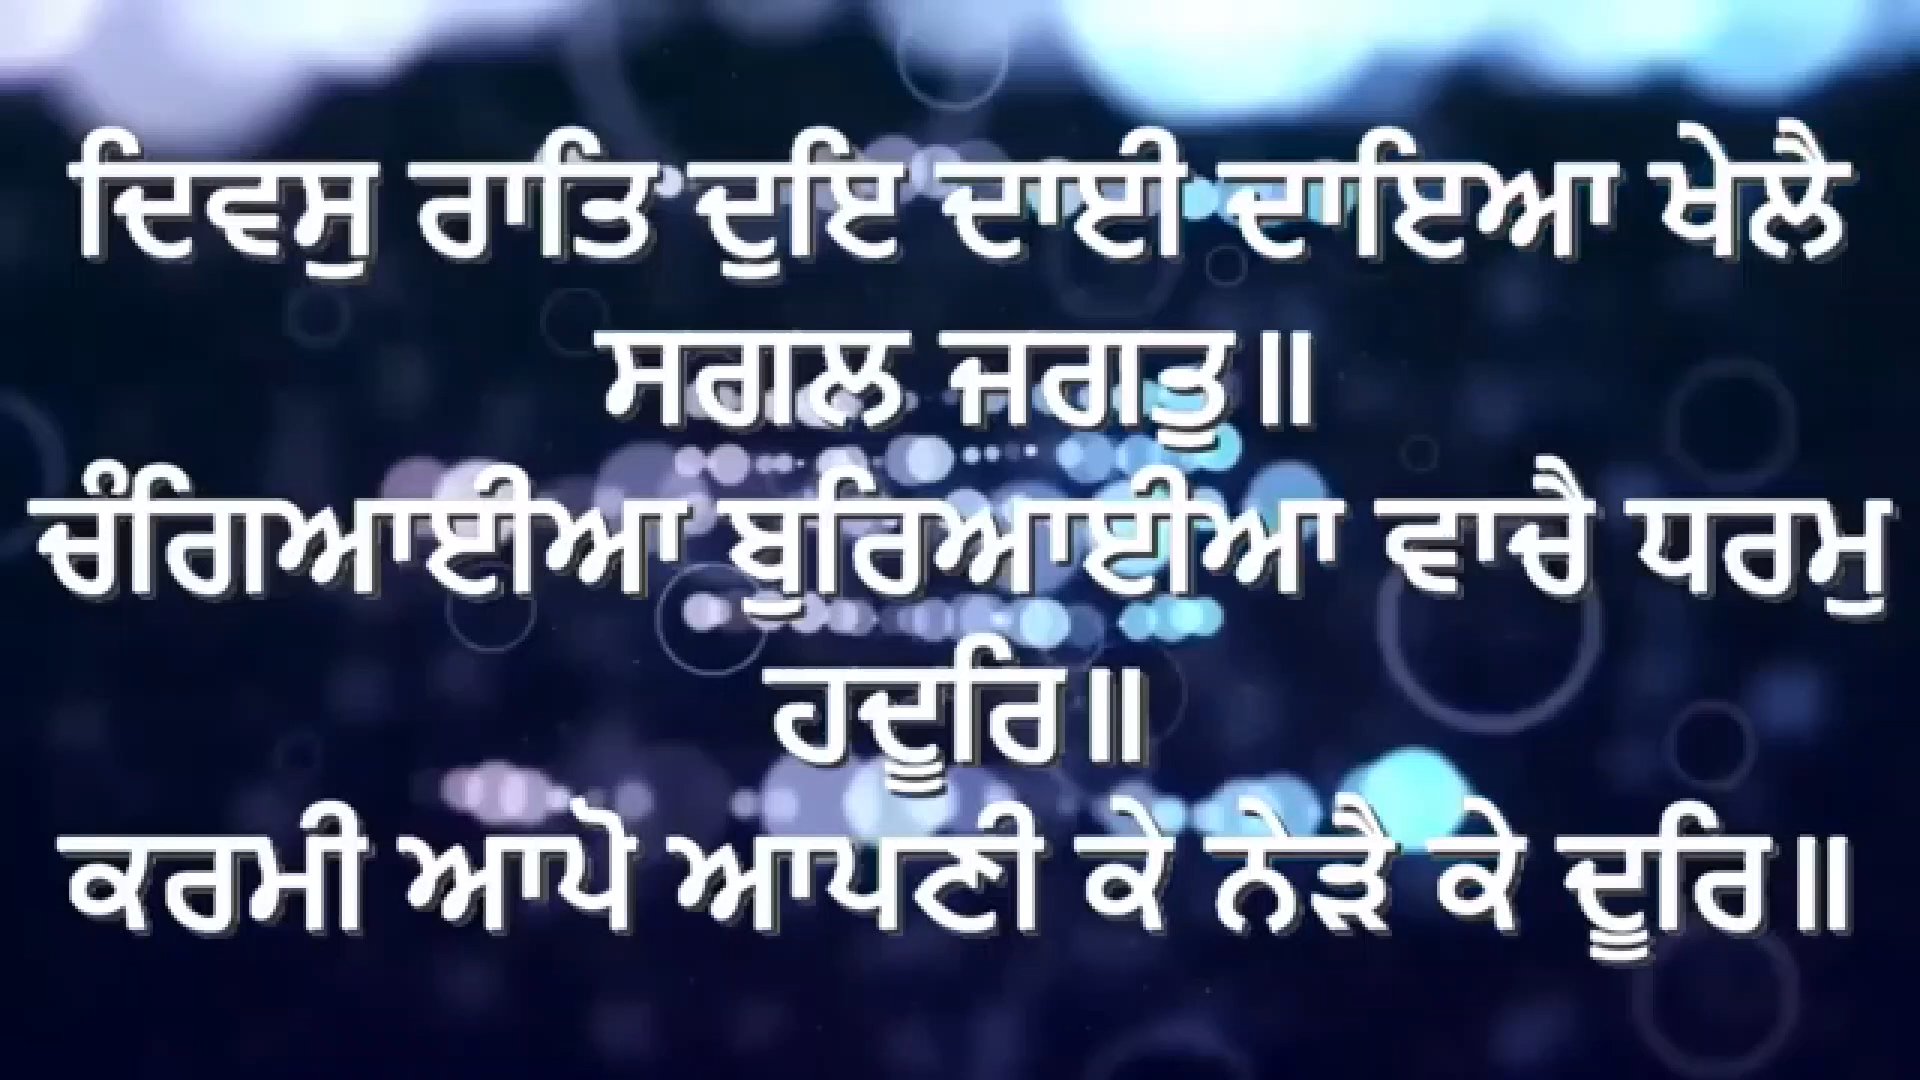 ਦਿਵਸੁ ਰਾਤਿ ਦੁਇ ਦਾਈ ਦਾਇਆ ਖੇਲੈ
ਸਗਲ ਜਗਤੂ॥
ਚੰਗਿਆਈਆ ਬੁਰਿਆਈਆ ਵਾਚੈ ਧਰਮੁ
ਹਦੂਰਿ॥
ਕਰਮੀ ਆਪੋ ਆਪਣੀ ਕੇ ਨੇੜੈ ਕੇ ਦੂਰਿ॥